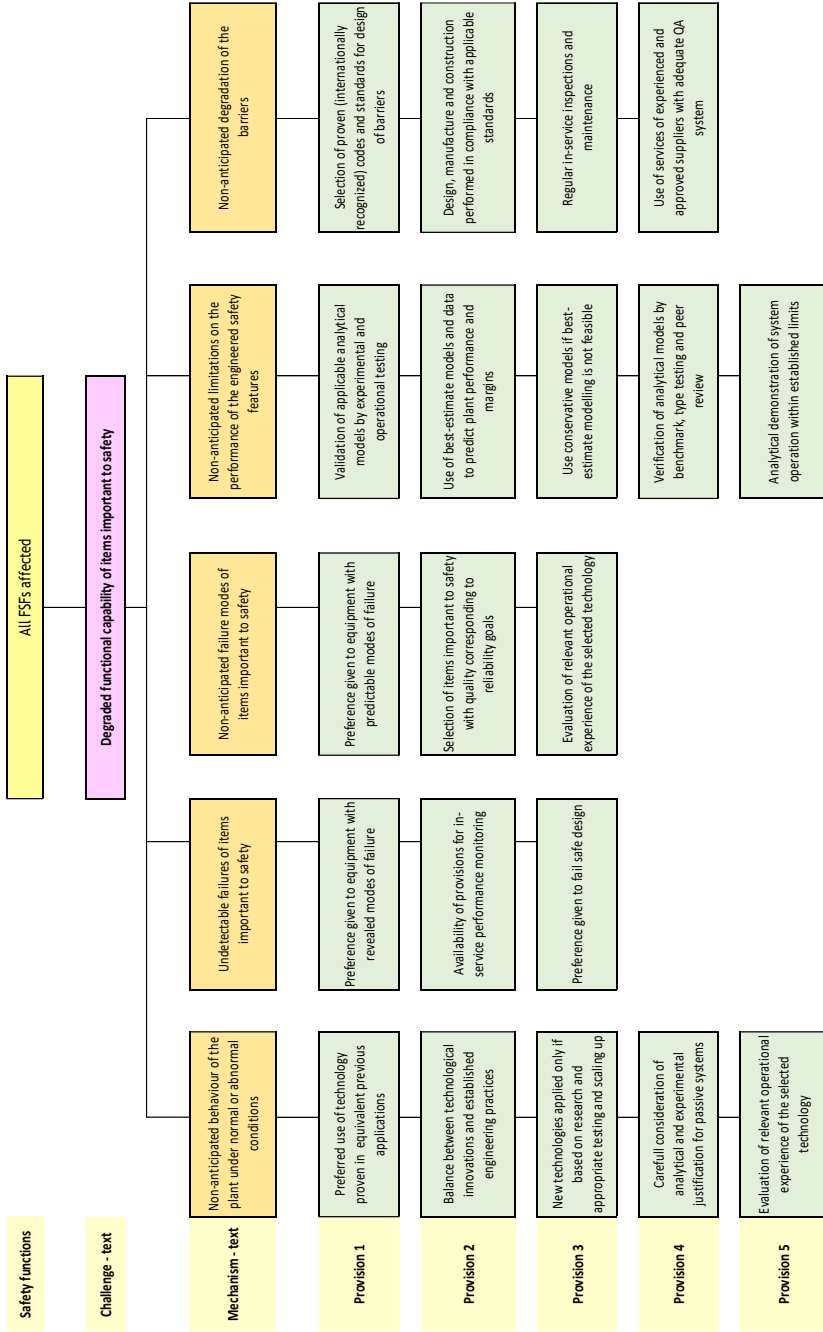 Safety functions
All FSFs affected
Challenge - text
Degraded functional capability of items important to safety
Mechanism - text
Non-anticipated behaviour of the
plant under normal or abnormal
conditions
Undetectable failures of items
important to safety
Non-anticipated failure modes of
items important to safety
Non-anticipated limitations on the
performance of the engineered safety
features
Non-anticipated degradation of the
barriers
Provision 1
Preferred use of technology
proven in equivalent previous
applications
Preference given to equipment with
revealed modes of failure
Preference given to equipment with
predictable modes of failure
Validation of applicable analytical
models by experimental and
operational testing
Selection of proven (internationally
recognized) codes and standards for design
of barriers
Provision 2
Balance between technological
innovations and established
engineering practices
Availability of provisions for in-
service performance monitoring
Selection of items important to safety
with quality corresponding to
reliability goals
Use of best-estimate models and data
to predict plant performance and
margins
Design, manufacture and construction
performed in compliance with applicable
standards
Provision 3
New technologies applied only if
based on research and
appropriate testing and scaling up
Preference given to fail safe design
Evaluation of relevant operational
experience of the selected technology
Use conservative models if best-
estimate modelling is not feasible
Regular in-service inspections and
maintenance
Provision 4
Carefull consideration of
analytical and experimental
justification for passive systems
Verification of analytical models by
benchmark, type testing and peer
review
Use of services of experienced and
approved suppliers with adequate QA
system
Provision 5
Evaluation of relevant operational
experience of the selected
technology
Analytical demonstration of system
operation within established limits